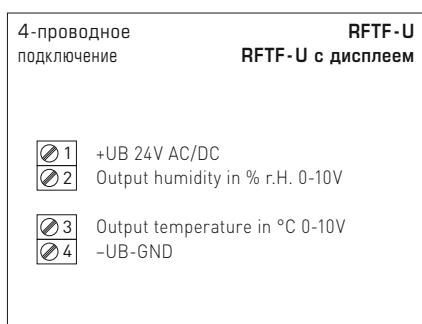 4-проводное RFTF-U
подключение RFTF-U с дисплеем
1 +UB 24V AC/DC
2 Output humidity in % r.H. 0-10V
3 Output temperature in °C 0-10V
4 –UB-GND